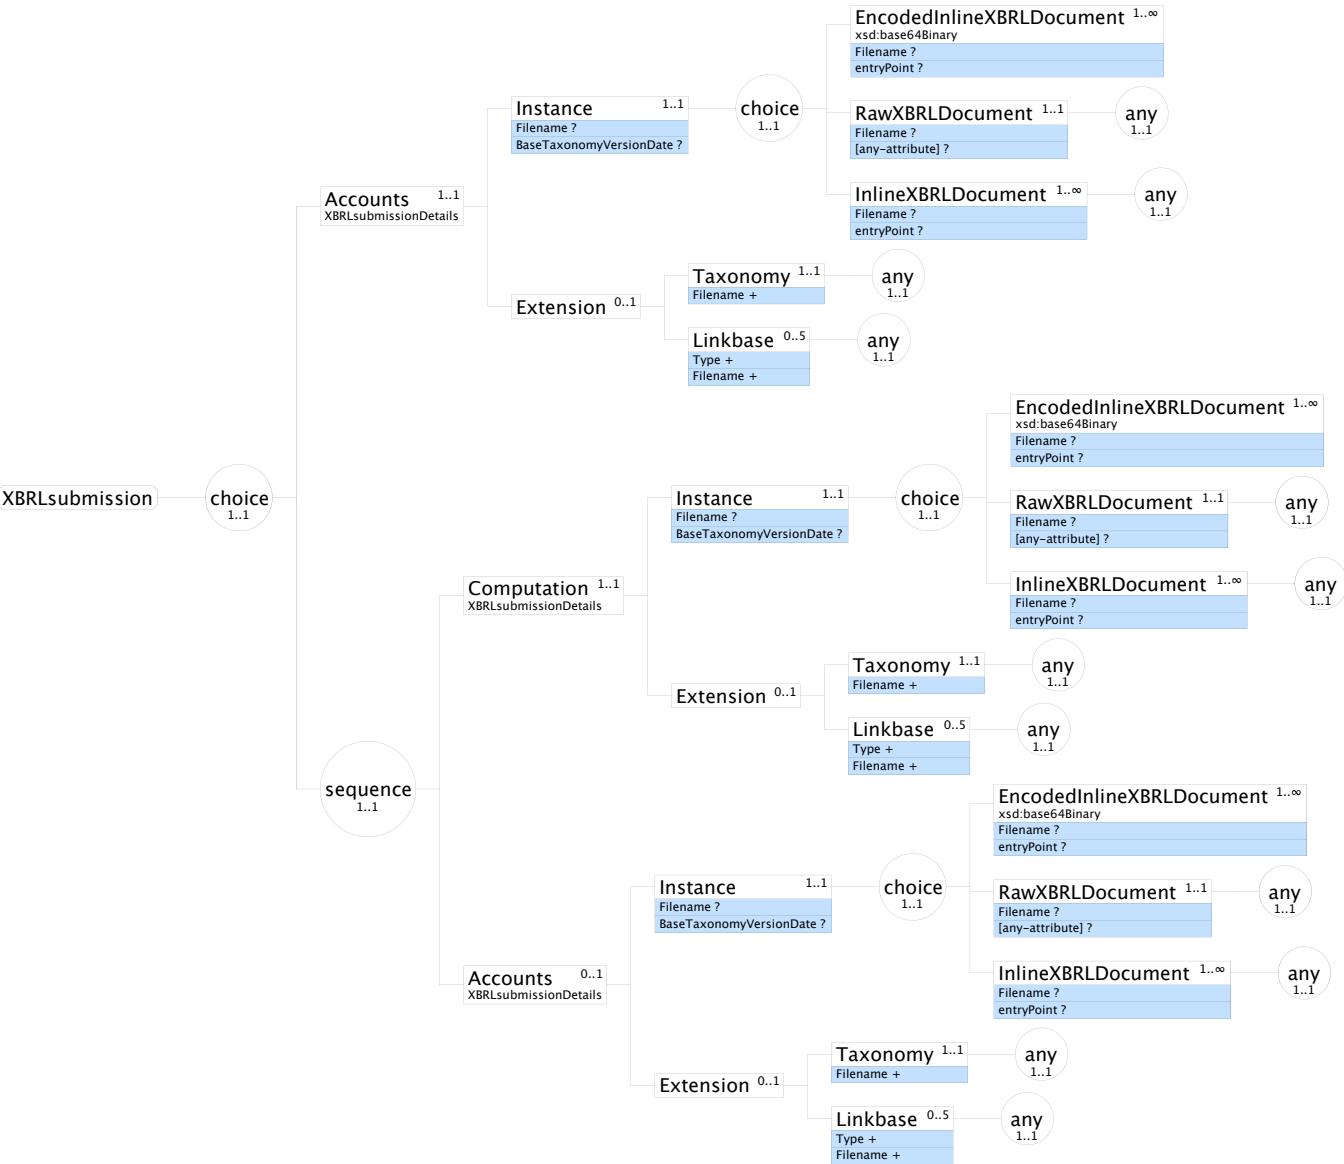 EncodedInlineXBRLDocument 1..∞
xsd:base64Binary
Filename ?
entryPoint ?
Instance 1..1
Filename ?
BaseTaxonomyVersionDate ?
choice
1..1
RawXBRLDocument 1..1
Filename ?
[any-attribute] ?
any
1..1
InlineXBRLDocument 1..∞
Filename ?
entryPoint ?
any
1..1
Accounts 1..1
XBRLsubmissionDetails
Extension 0..1
Taxonomy 1..1
Filename +
any
1..1
Linkbase 0..5
Type +
Filename +
any
1..1
XBRLsubmission
choice
1..1
EncodedInlineXBRLDocument 1..∞
xsd:base64Binary
Filename ?
entryPoint ?
Instance 1..1
Filename ?
BaseTaxonomyVersionDate ?
choice
1..1
RawXBRLDocument 1..1
Filename ?
[any-attribute] ?
any
1..1
InlineXBRLDocument 1..∞
Filename ?
entryPoint ?
any
1..1
Computation 1..1
XBRLsubmissionDetails
Extension 0..1
Taxonomy 1..1
Filename +
any
1..1
Linkbase 0..5
Type +
Filename +
any
1..1
sequence
1..1
EncodedInlineXBRLDocument 1..∞
xsd:base64Binary
Filename ?
entryPoint ?
Instance 1..1
Filename ?
BaseTaxonomyVersionDate ?
choice
1..1
RawXBRLDocument 1..1
Filename ?
[any-attribute] ?
any
1..1
InlineXBRLDocument 1..∞
Filename ?
entryPoint ?
any
1..1
Accounts 0..1
XBRLsubmissionDetails
Extension 0..1
Taxonomy 1..1
Filename +
any
1..1
Linkbase 0..5
Type +
Filename +
any
1..1